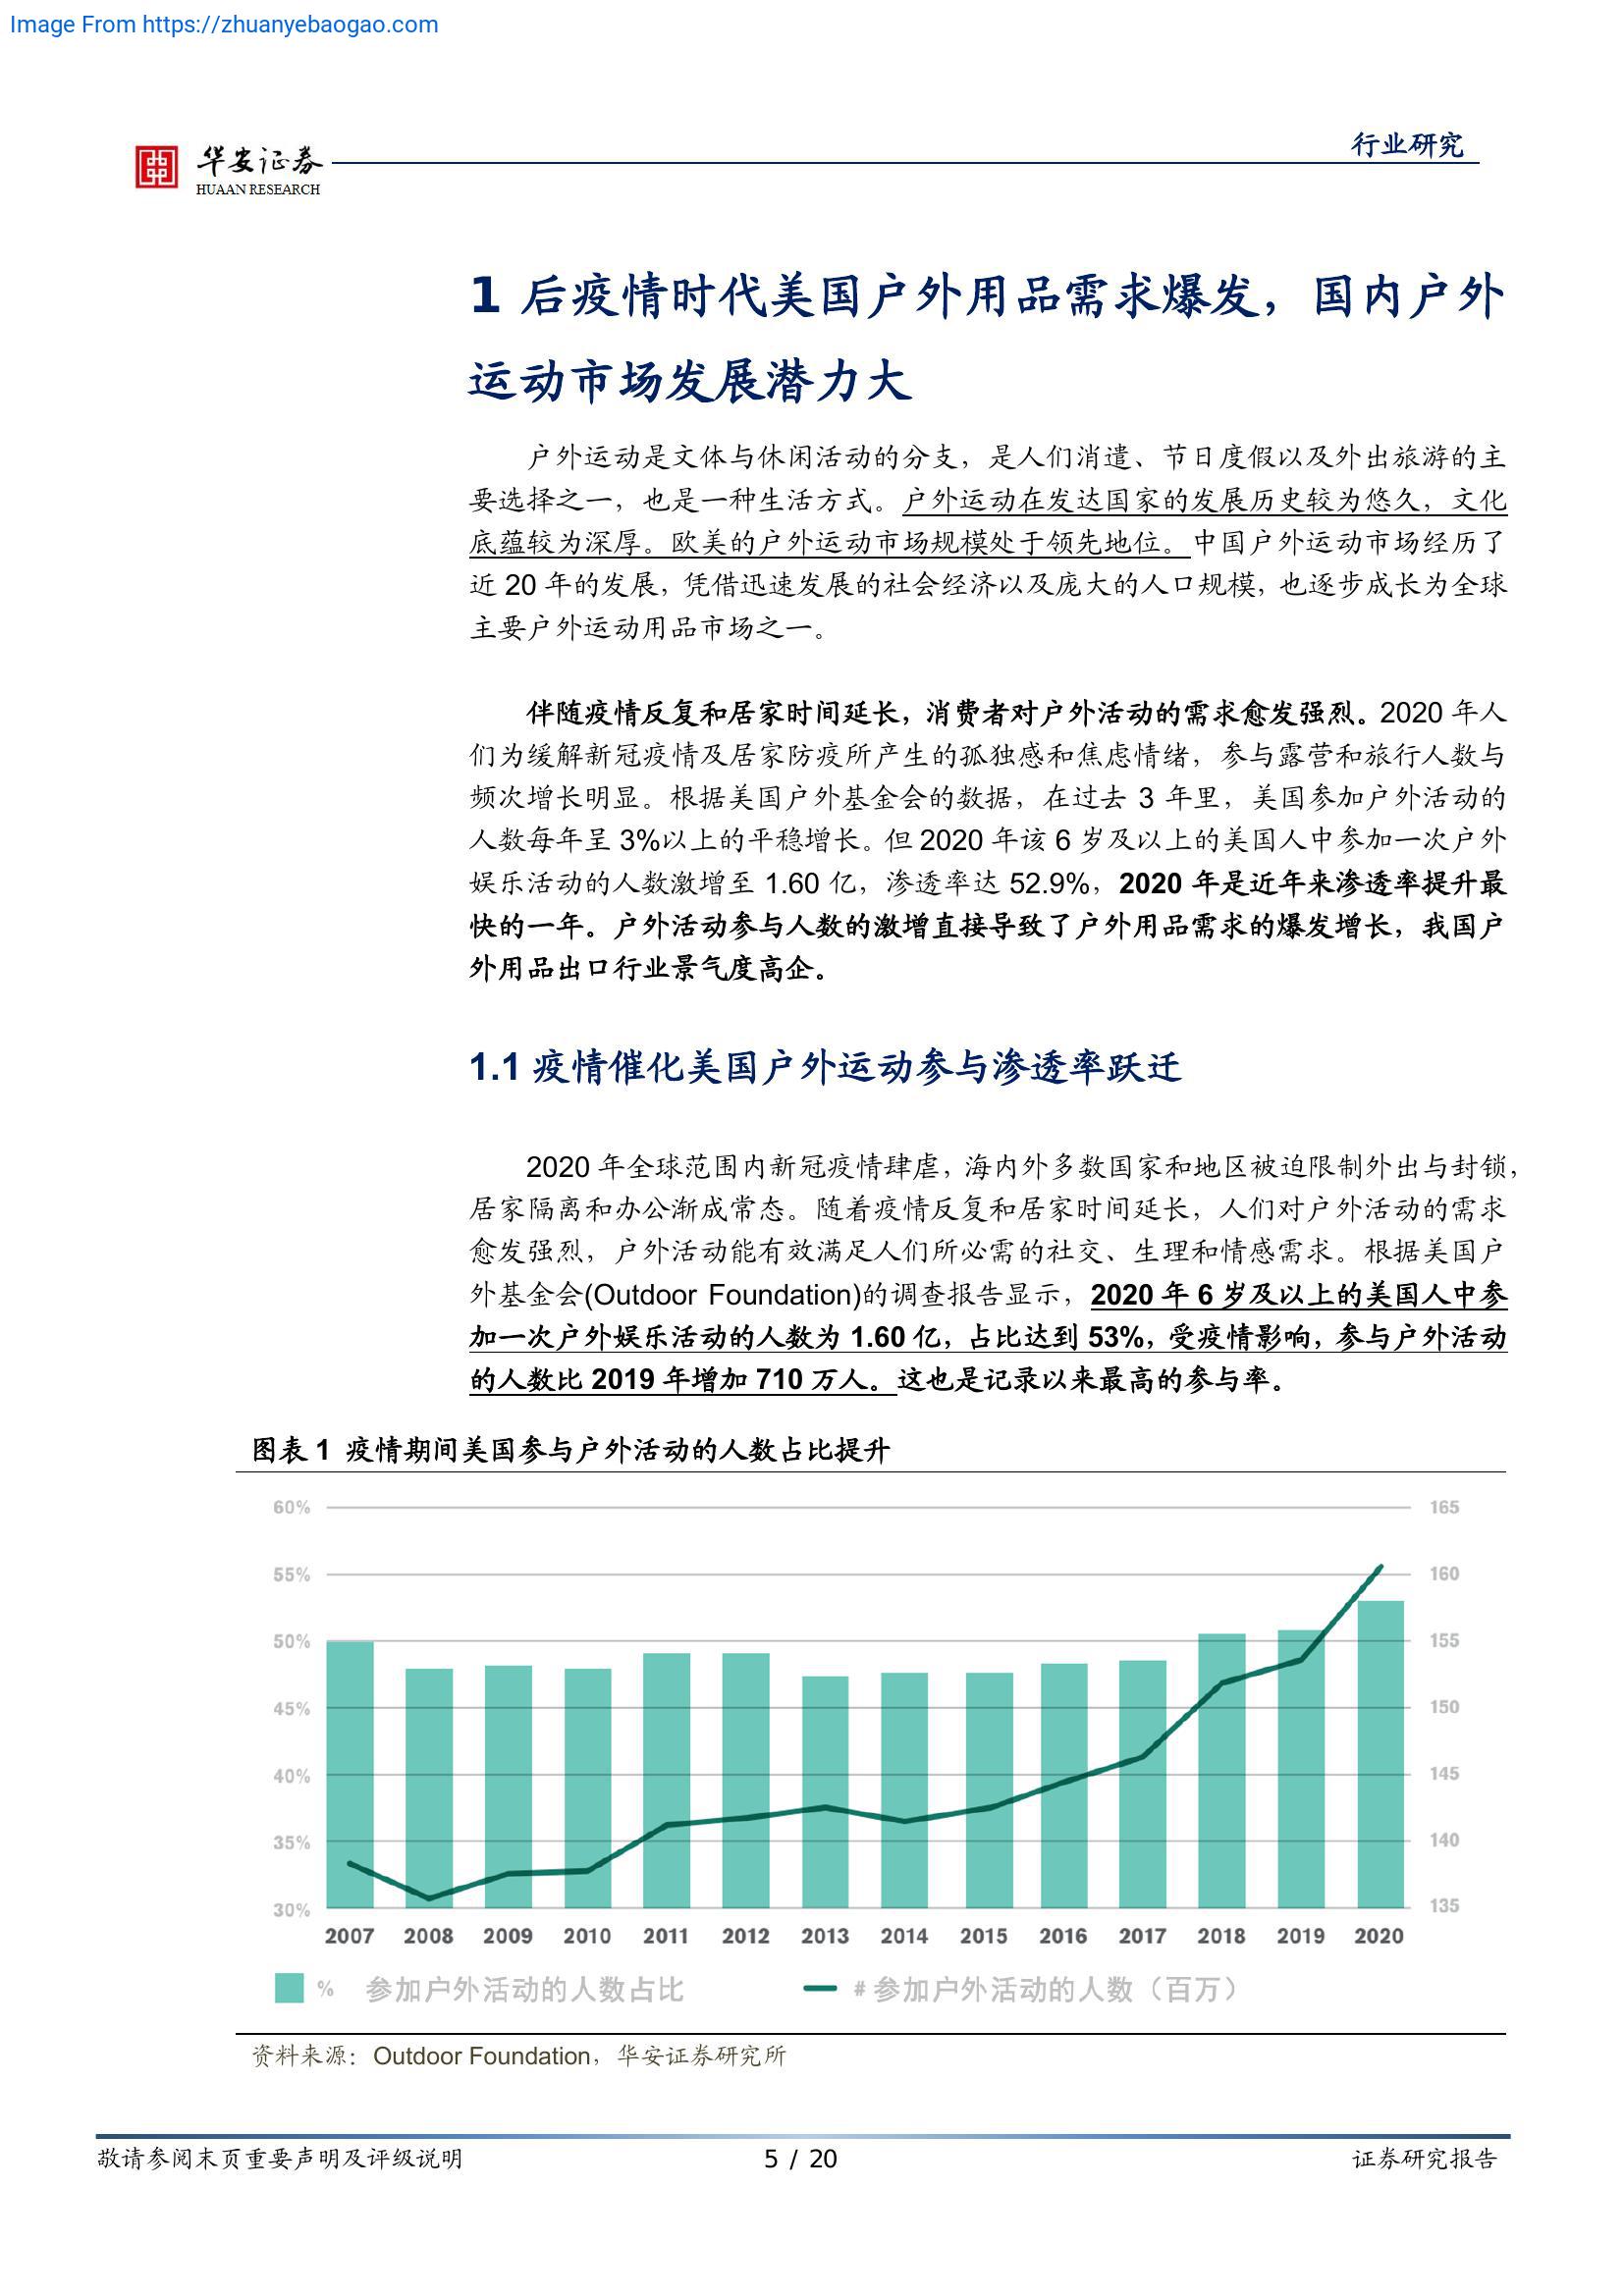 Image From https://zhuanyebaogao.com
华安证券
HUAAN RESEARCH
行业研究
1 后疫情时代美国户外用品需求爆发，国内户外
运动市场发展潜力大
户外运动是文体与休闲活动的分支，是人们消遣、节日度假以及外出旅游的主
要选择之一，也是一种生活方式。户外运动在发达国家的发展历史较为悠久，文化
底蕴较为深厚。欧美的户外运动市场规模处于领先地位。中国户外运动市场经历了
近 20 年的发展，凭借迅速发展的社会经济以及庞大的人口规模，也逐步成长为全球
主要户外运动用品市场之一。
伴随疫情反复和居家时间延长，消费者对户外活动的需求愈发强烈。2020 年人
们为缓解新冠疫情及居家防疫所产生的孤独感和焦虑情绪，参与露营和旅行人数与
频次增长明显。根据美国户外基金会的数据，在过去 3 年里，美国参加户外活动的
人数每年呈 3%以上的平稳增长。但 2020 年该 6 岁及以上的美国人中参加一次户外
娱乐活动的人数激增至 1.60 亿，渗透率达 52.9%，2020 年是近年来渗透率提升最
快的一年。户外活动参与人数的激增直接导致了户外用品需求的爆发增长，我国户
外用品出口行业景气度高企。
1.1 疫情催化美国户外运动参与渗透率跃迁
2020 年全球范围内新冠疫情肆虐，海内外多数国家和地区被迫限制外出与封锁，
居家隔离和办公渐成常态。随着疫情反复和居家时间延长，人们对户外活动的需求
愈发强烈，户外活动能有效满足人们所必需的社交、生理和情感需求。根据美国户
外基金会(Outdoor Foundation)的调查报告显示，2020 年 6 岁及以上的美国人中参
加一次户外娱乐活动的人数为 1.60 亿，占比达到 53%，受疫情影响，参与户外活动
的人数比 2019 年增加 710 万人。这也是记录以来最高的参与率。
图表 1 疫情期间美国参与户外活动的人数占比提升
60% 165
55% 160
50% 155
45% 150
40% 145
35% 140
30% 135
2007 2008 2009 2010 2011 2012 2013 2014 2015 2016 2017 2018 2019 2020
% 参加户外活动的人数占比 # 参加户外活动的人数（百万）
资料来源：Outdoor Foundation，华安证券研究所
敬请参阅末页重要声明及评级说明 5 / 20 证券研究报告